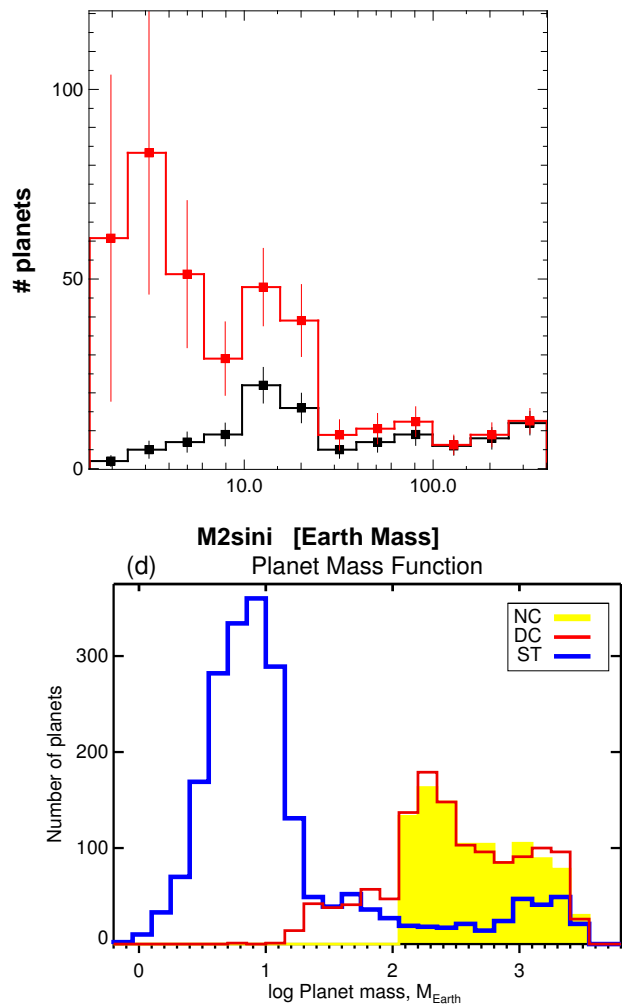 100
50
0
# planets
10.0
100.0
M2sini [Earth Mass]
(d) Planet Mass Function
NC
DC
ST
300
200
100
0
Number of planets
0
1
2
3
log Planet mass, MEarth